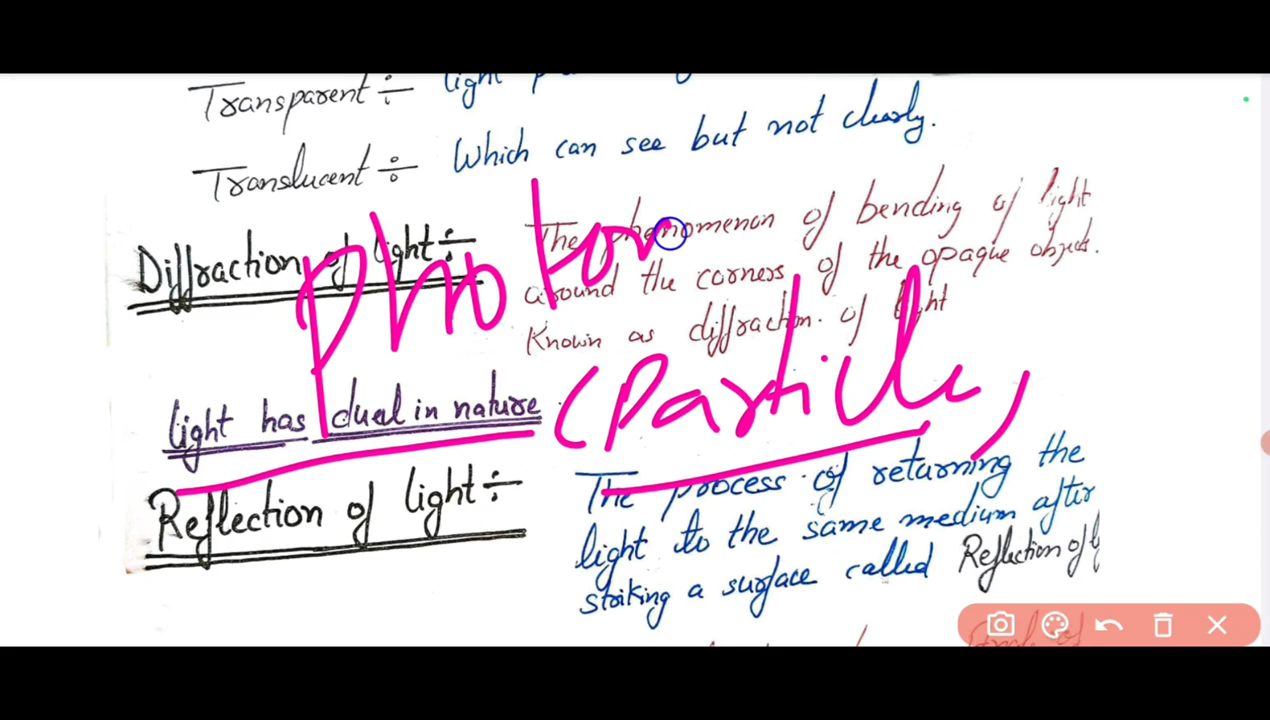 Transparent ÷ light
Translucent ÷ Which can see but not clearly.
Diffraction of light ÷ The phenomenon of bending of light
around the corners of the opaque object.
Known as diffraction. of light
Photon
light has dual in nature (Particle)
Reflection of light ÷ The process of returning the
light to the same medium after
striking a surface called Reflection of